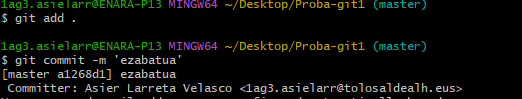 1ag3.asielarr@ENARA-P13 MINGW64 ~/Desktop/Proba-git1 (master)
$ git add .
1ag3.asielarr@ENARA-P13 MINGW64 ~/Desktop/Proba-git1 (master)
$ git commit -m 'ezabatua'
[master a1268d1] ezabatua
Committer: Asier Larreta Velasco <1ag3.asielarr@tolosaldealh.eus>